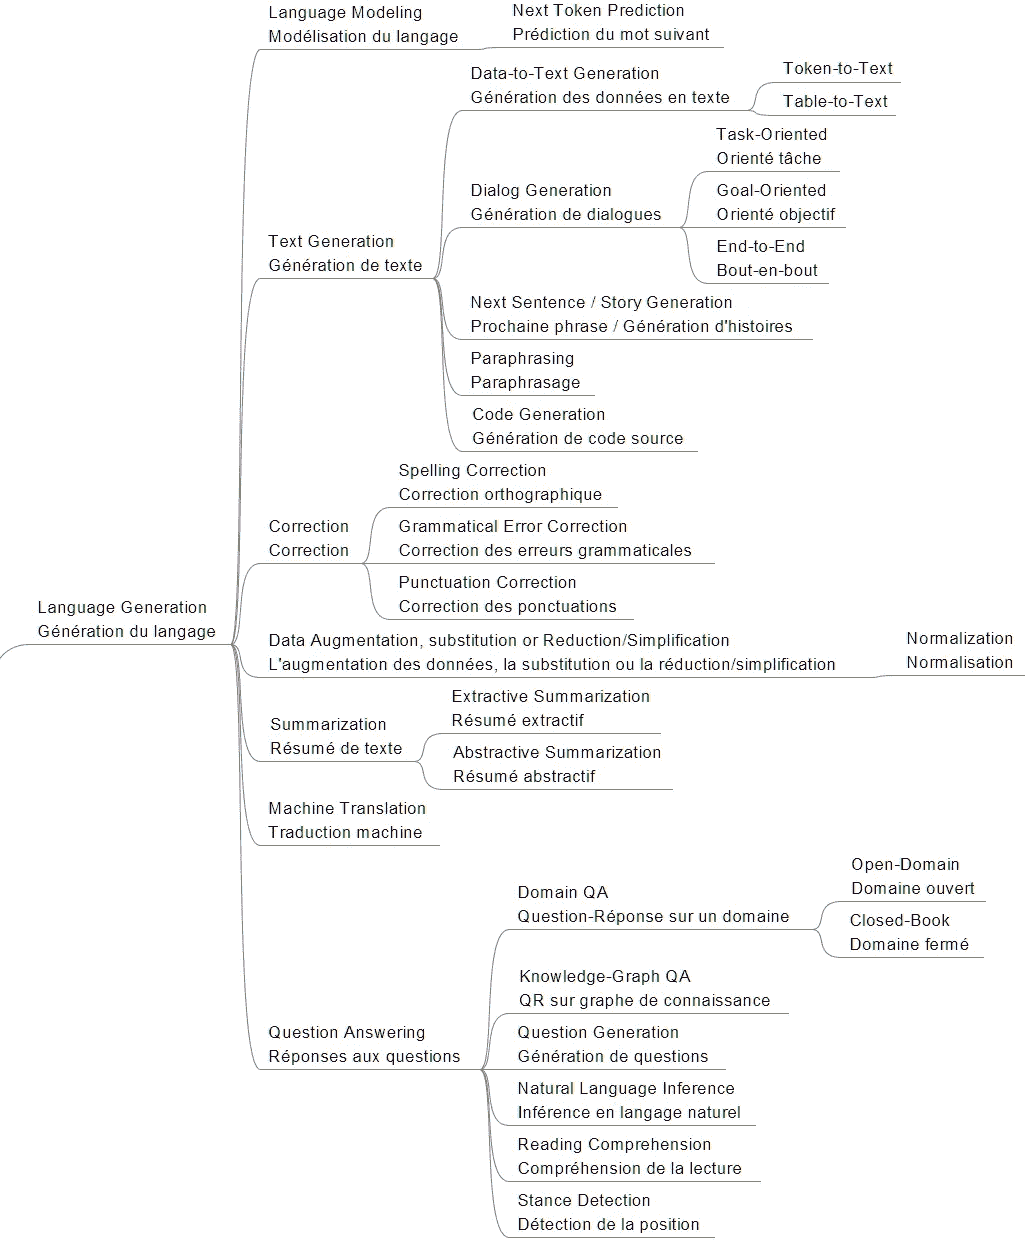 Language Modeling
Modélisation du langage
Next Token Prediction
Prédiction du mot suivant
Data-to-Text Generation
Génération des données en texte
Token-to-Text
Table-to-Text
Task-Oriented
Orienté tâche
Dialog Generation
Génération de dialogues
Goal-Oriented
Orienté objectif
End-to-End
Bout-en-bout
Text Generation
Génération de texte
Next Sentence / Story Generation
Prochaine phrase / Génération d'histoires
Paraphrasing
Paraphrasage
Code Generation
Génération de code source
Spelling Correction
Correction orthographique
Correction
Correction
Grammatical Error Correction
Correction des erreurs grammaticales
Punctuation Correction
Correction des ponctuations
Language Generation
Génération du langage
Data Augmentation, substitution or Reduction/Simplification
L'augmentation des données, la substitution ou la réduction/simplification
Normalization
Normalisation
Summarization
Résumé de texte
Extractive Summarization
Résumé extractif
Abstractive Summarization
Résumé abstractif
Machine Translation
Traduction machine
Domain QA
Question-Réponse sur un domaine
Open-Domain
Domaine ouvert
Closed-Book
Domaine fermé
Knowledge-Graph QA
QR sur graphe de connaissance
Question Answering
Réponses aux questions
Question Generation
Génération de questions
Natural Language Inference
Inférence en langage naturel
Reading Comprehension
Compréhension de la lecture
Stance Detection
Détection de la position